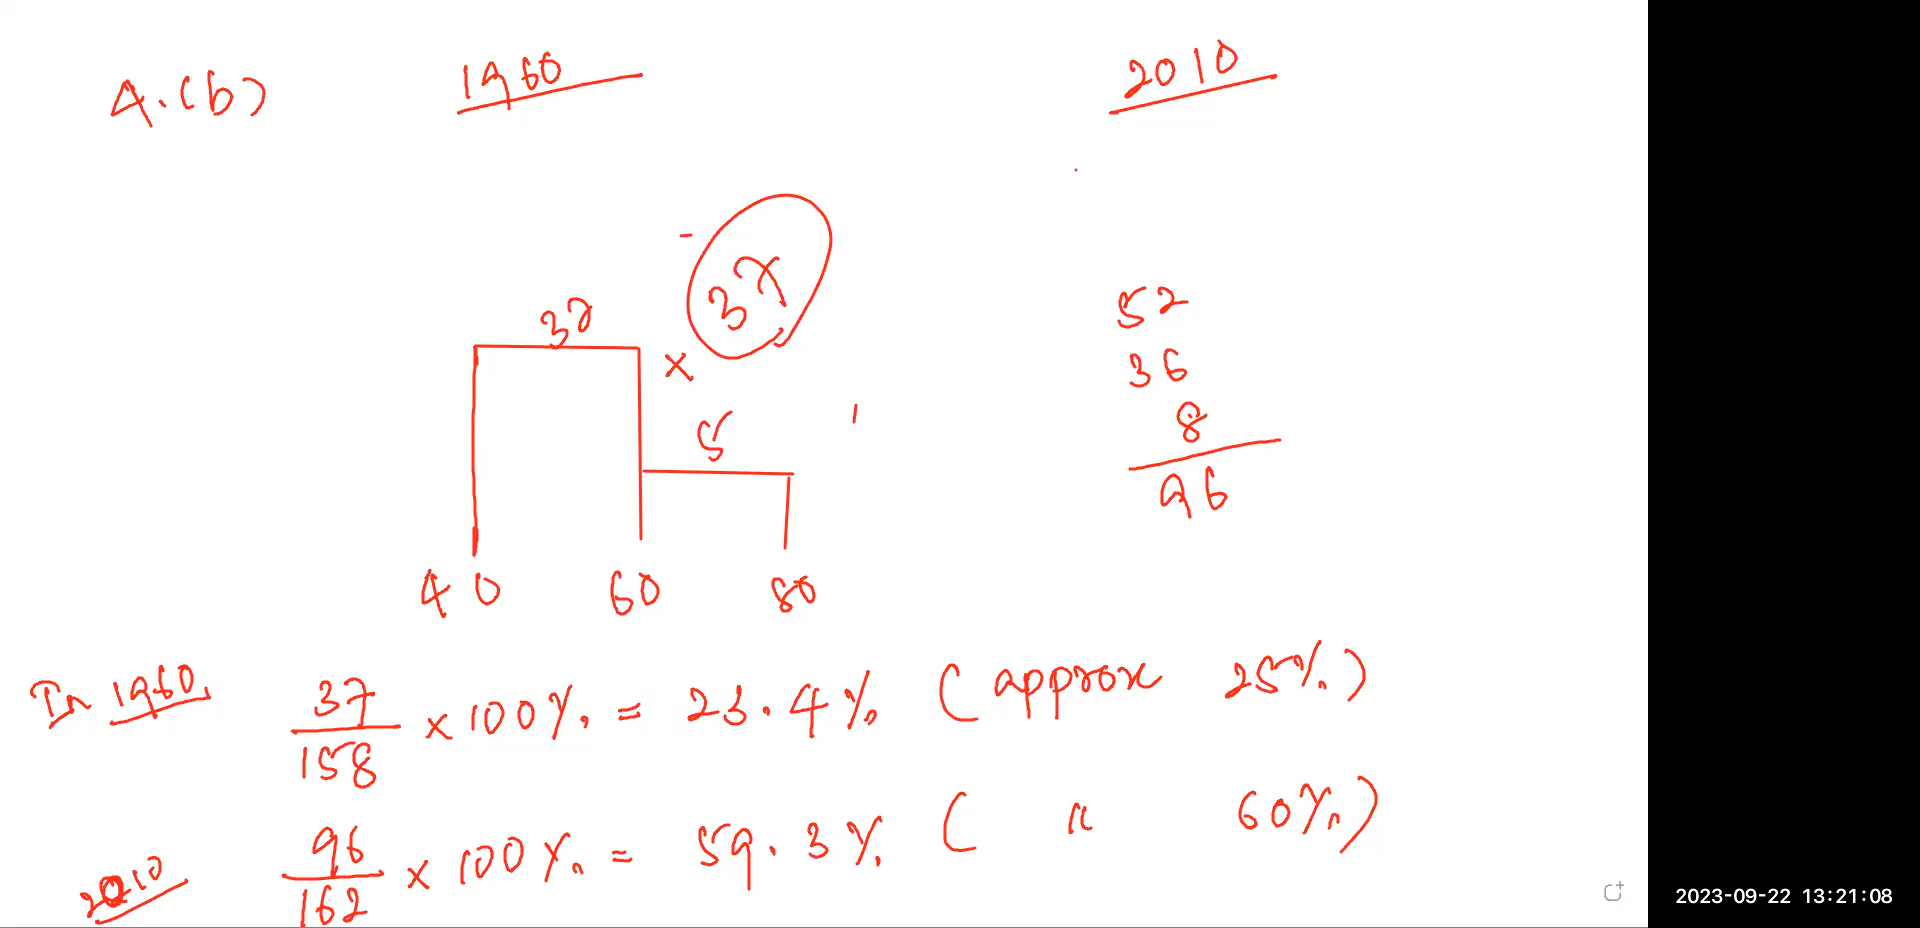 4.(b) 1960 2010
37
32
x
5
52
36
8
96
40 60 80
In 1960, 37/158 x 100% = 23.4% (approx 25%)
2010 96/162 x 100% = 59.3% ( " 60%)
2023-09-22 13:21:08